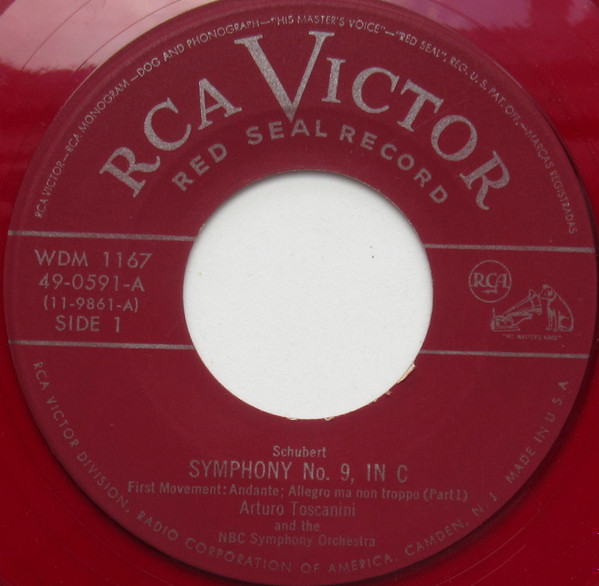 RCA VICTOR—RCA MONOGRAM—DOG AND PHONOGRAPH—"HIS MASTER'S VOICE"—"RED SEAL", REG. U.S. PAT. OFF.—MARCAS REGISTRADAS
RCA VICTOR
RED SEAL RECORD
WDM 1167
49-0591-A
(11-9861-A)
SIDE 1
RCA
"HIS MASTER'S VOICE"
Schubert
SYMPHONY No. 9, IN C
First Movement: Andante; Allegro ma non troppo (Part 1)
Arturo Toscanini
and the
NBC Symphony Orchestra
RCA VICTOR DIVISION, RADIO CORPORATION OF AMERICA, CAMDEN, N. J. MADE IN U.S.A